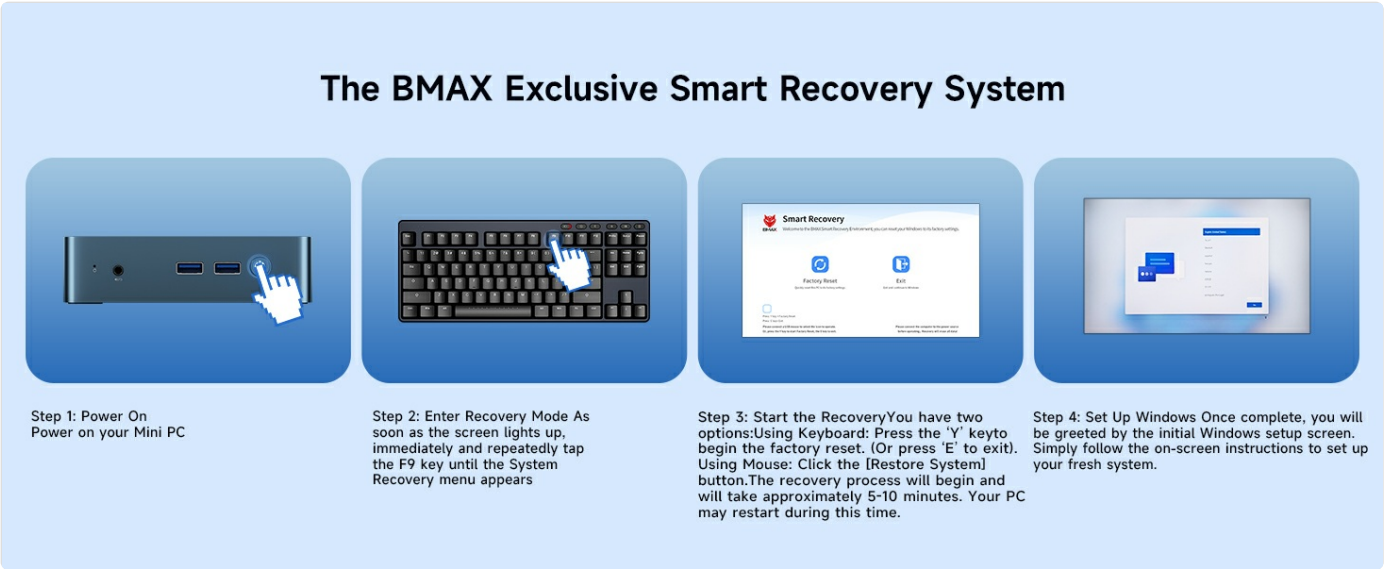 The BMAX Exclusive Smart Recovery System
BMAX
Smart Recovery
Factory Reset
Exit
Step 1: Power On
Power on your Mini PC
Step 2: Enter Recovery Mode As
soon as the screen lights up,
immediately and repeatedly tap
the F9 key until the System
Recovery menu appears
Step 3: Start the RecoveryYou have two
options:Using Keyboard: Press the ‘Y’ keyto
begin the factory reset. (Or press ‘E’ to exit).
Using Mouse: Click the [Restore System]
button.The recovery process will begin and
will take approximately 5-10 minutes. Your PC
may restart during this time.
Step 4: Set Up Windows Once complete, you will
be greeted by the initial Windows setup screen.
Simply follow the on-screen instructions to set up
your fresh system.